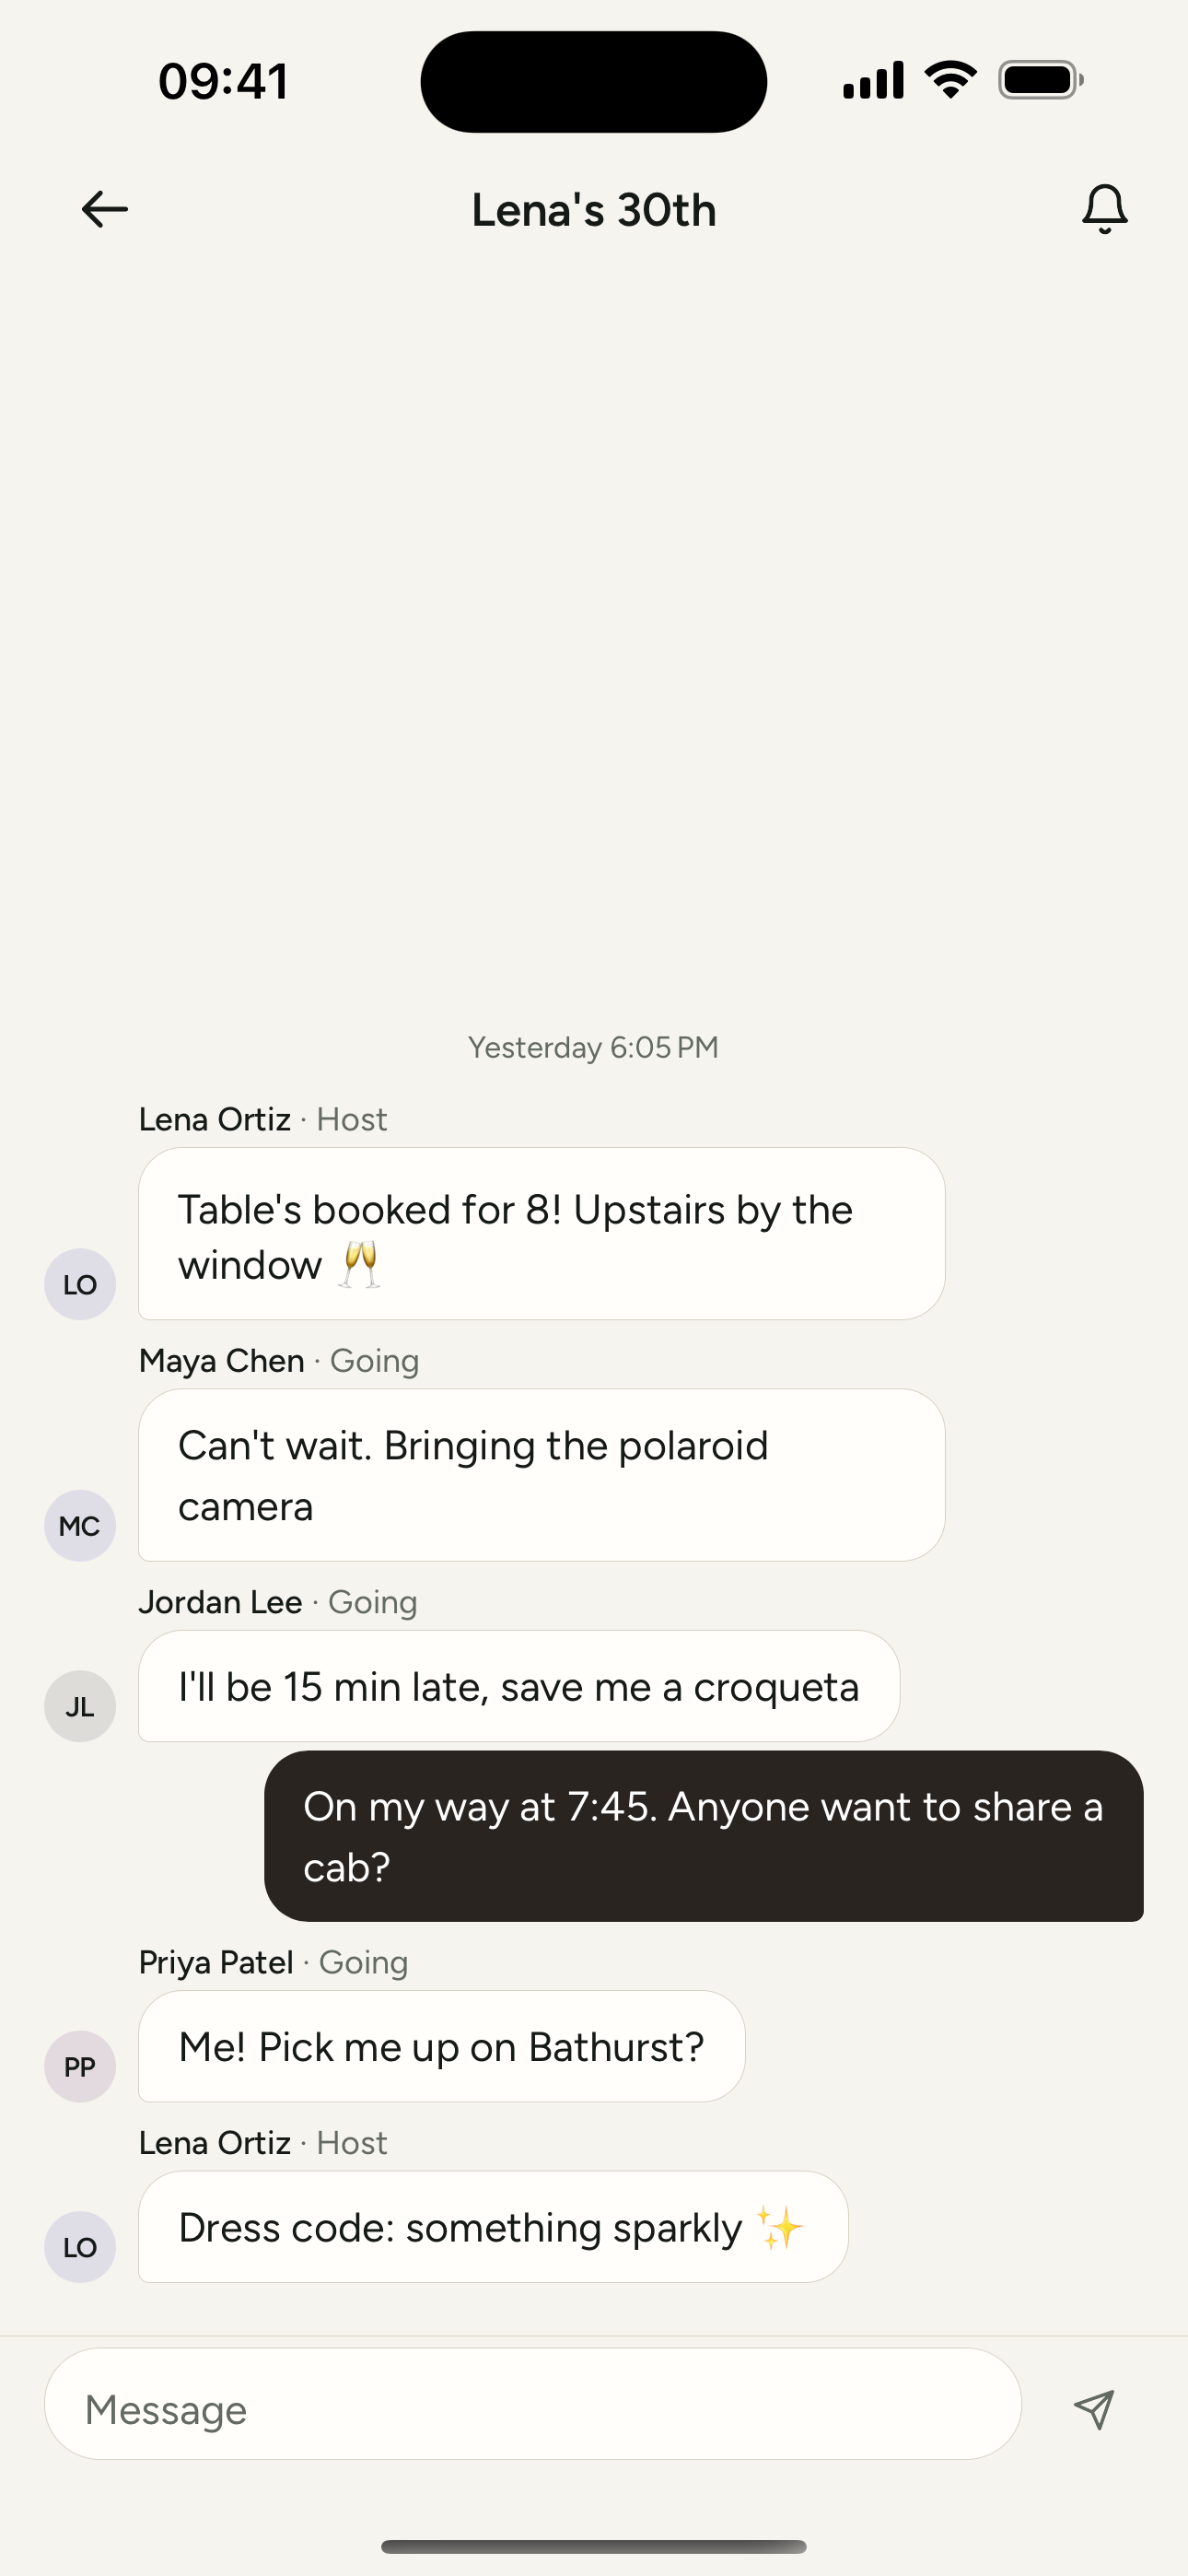 09:41
Lena's 30th
Yesterday 6:05 PM
Lena Ortiz · Host
Table's booked for 8! Upstairs by the
window 🥂
LO
Maya Chen · Going
Can't wait. Bringing the polaroid
camera
MC
Jordan Lee · Going
I'll be 15 min late, save me a croqueta
JL
On my way at 7:45. Anyone want to share a
cab?
Priya Patel · Going
Me! Pick me up on Bathurst?
PP
Lena Ortiz · Host
Dress code: something sparkly ✨
LO
Message